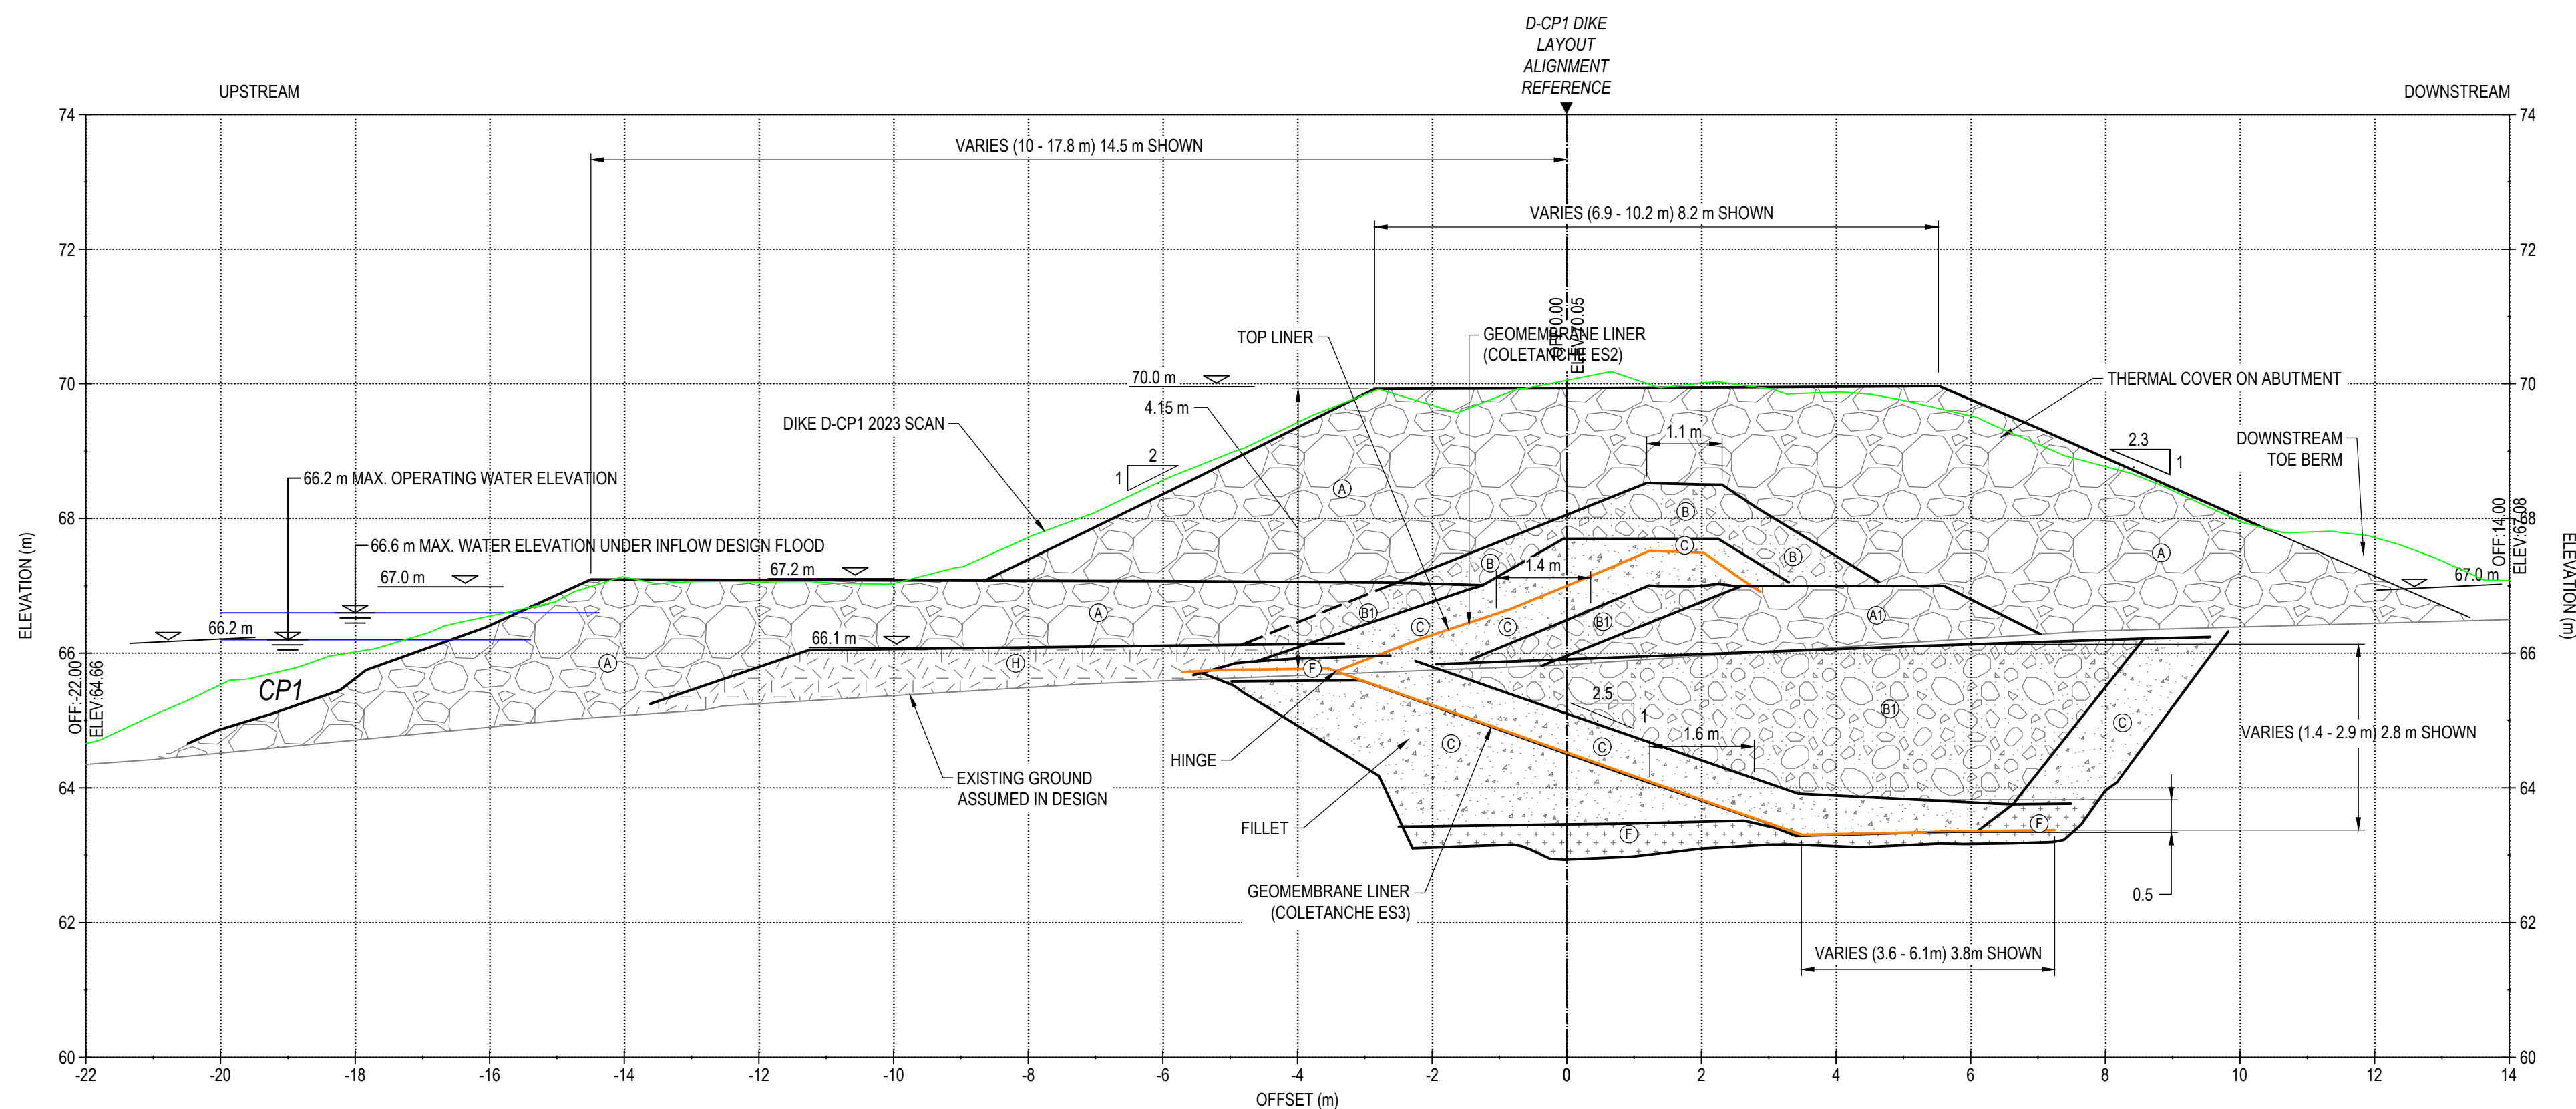 D-CP1 DIKE
LAYOUT
ALIGNMENT
REFERENCE
UPSTREAM
DOWNSTREAM
74
74
VARIES (10 - 17.8 m) 14.5 m SHOWN
VARIES (6.9 - 10.2 m) 8.2 m SHOWN
72
72
OFF:0.00
ELEV:70.05
TOP LINER
GEOMEMBRANE LINER
(COLETANCHE ES2)
70.0 m
4.15 m
70
70
THERMAL COVER ON ABUTMENT
DIKE D-CP1 2023 SCAN
1.1 m
2.3
1
DOWNSTREAM
TOE BERM
2
1
66.2 m MAX. OPERATING WATER ELEVATION
A
B
68
68
66.6 m MAX. WATER ELEVATION UNDER INFLOW DESIGN FLOOD
C
B
A
OFF:14.00
ELEV:67.08
67.0 m
67.2 m
B
1.4 m
67.0 m
ELEVATION (m)
ELEVATION (m)
A
B1
C
C
B1
A1
66.2 m
66.1 m
66
66
A
H
F
OFF:-22.00
ELEV:64.66
CP1
2.5
1
B1
C
1.6 m
VARIES (1.4 - 2.9 m) 2.8 m SHOWN
C
C
HINGE
EXISTING GROUND
ASSUMED IN DESIGN
64
64
FILLET
F
F
GEOMEMBRANE LINER
(COLETANCHE ES3)
0.5
62
62
VARIES (3.6 - 6.1m) 3.8m SHOWN
60
60
-22
-20
-18
-16
-14
-12
-10
-8
-6
-4
-2
0
2
4
6
8
10
12
14
OFFSET (m)